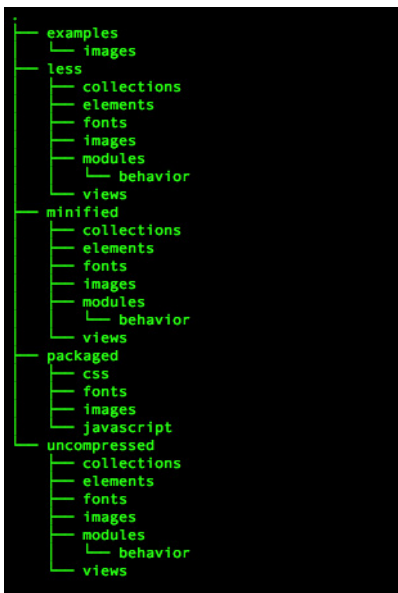 .
├── examples
│   └── images
├── less
│   ├── collections
│   ├── elements
│   ├── fonts
│   ├── images
│   ├── modules
│   │   └── behavior
│   └── views
├── minified
│   ├── collections
│   ├── elements
│   ├── fonts
│   ├── images
│   ├── modules
│   │   └── behavior
│   └── views
├── packaged
│   ├── css
│   ├── fonts
│   ├── images
│   └── javascript
└── uncompressed
    ├── collections
    ├── elements
    ├── fonts
    ├── images
    ├── modules
    │   └── behavior
    └── views